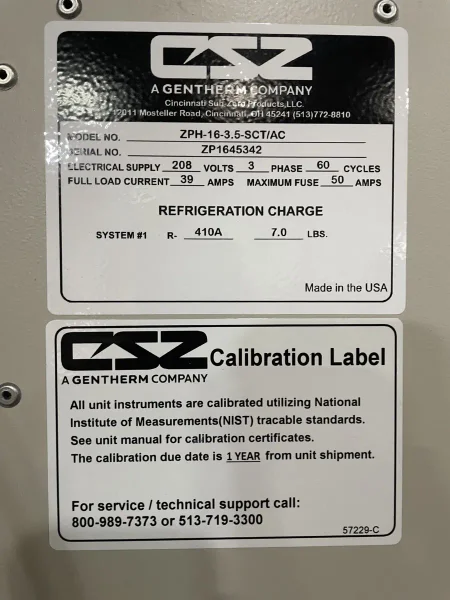 CSZ
A GENTHERM COMPANY
Cincinnati Sub-Zero Products, LLC.
12011 Mosteller Road, Cincinnati, OH 45241 (513)772-8810
MODEL NO. ZPH-16-3.5-SCT/AC
SERIAL NO. ZP1645342
ELECTRICAL SUPPLY 208 VOLTS 3 PHASE 60 CYCLES
FULL LOAD CURRENT 39 AMPS MAXIMUM FUSE 50 AMPS
REFRIGERATION CHARGE
SYSTEM #1 R- 410A 7.0 LBS.
Made in the USA
CSZ Calibration Label
A GENTHERM COMPANY
All unit instruments are calibrated utilizing National
Institute of Measurements(NIST) tracable standards.
See unit manual for calibration certificates.
The calibration due date is 1 YEAR from unit shipment.
For service / technical support call:
800-989-7373 or 513-719-3300
57229-C